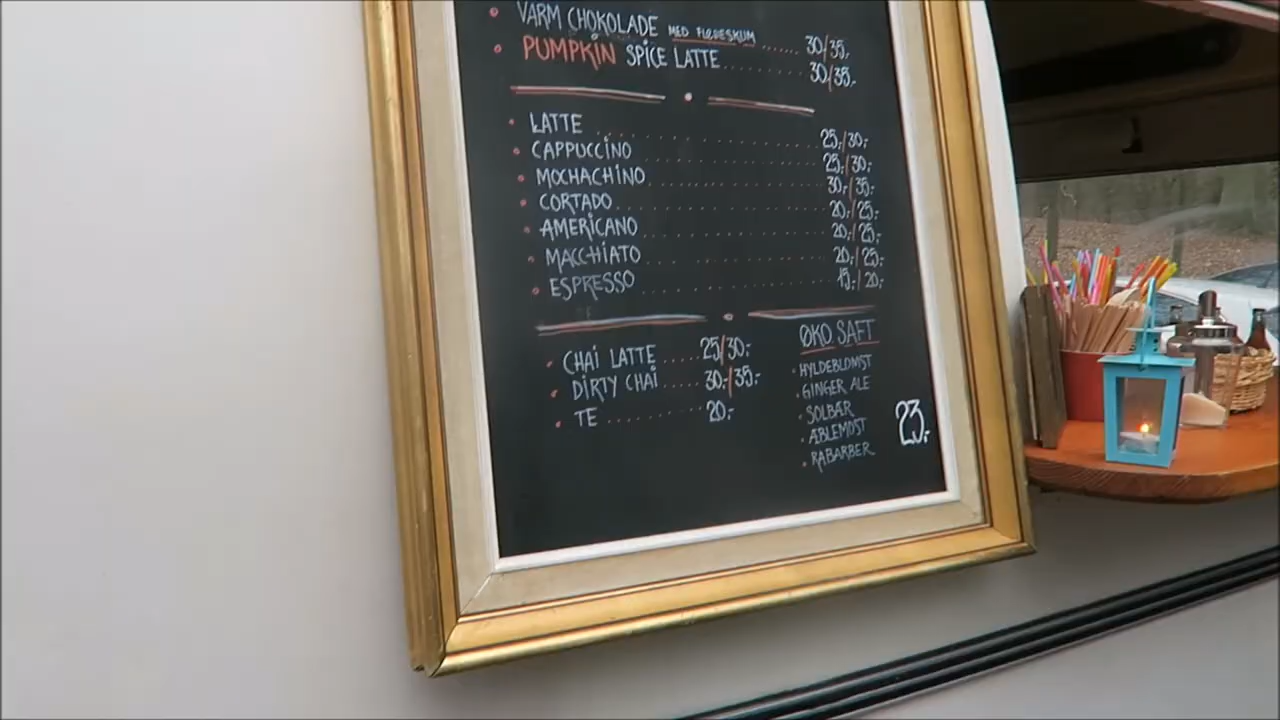 VARM CHOKOLADE MED FLØDESKUM ...... 30/35.
PUMPKIN SPICE LATTE .......... 30/35.
LATTE .......... 25,-/30,-
CAPPUCCINO .......... 25,-/30,-
MOCHACHINO .......... 30,-/35,-
CORTADO .......... 20,-/25,-
AMERICANO .......... 20,-/25,-
MACCHIATO .......... 20,-/25,-
ESPRESSO .......... 15,-/20,-
CHAI LATTE ..... 25/30,-
DIRTY CHAI ..... 30,-/35,-
TE .......... 20,-
ØKO SAFT
HYLDEBLOMST
GINGER ALE
SOLBÆR
ÆBLEMOST
RABARBER
23,-